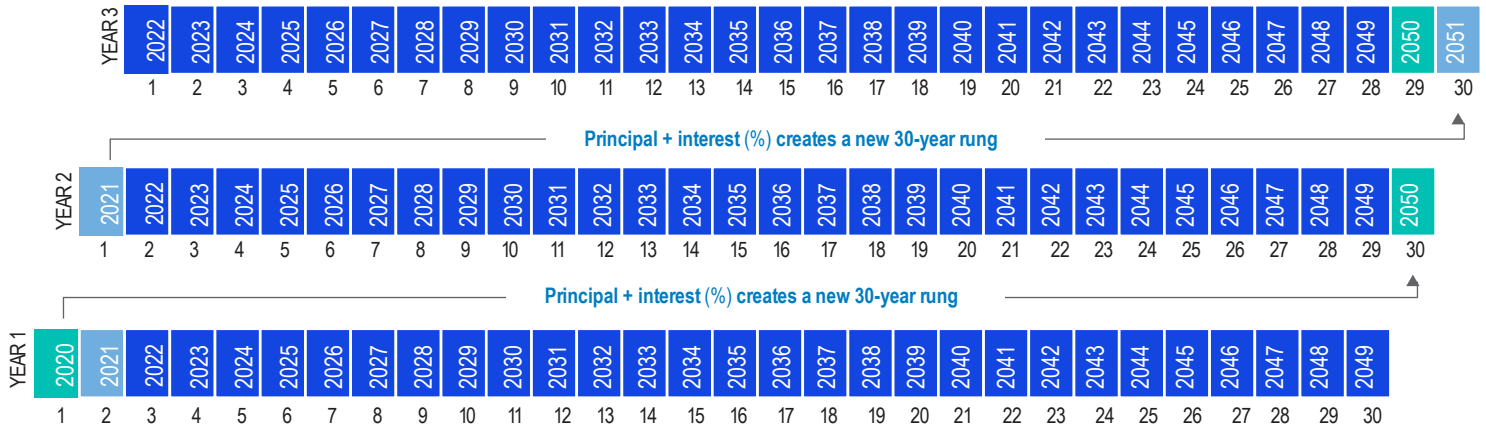 YEAR 3
2022 2023 2024 2025 2026 2027 2028 2029 2030 2031 2032 2033 2034 2035 2036 2037 2038 2039 2040 2041 2042 2043 2044 2045 2046 2047 2048 2049 2050 2051
1 2 3 4 5 6 7 8 9 10 11 12 13 14 15 16 17 18 19 20 21 22 23 24 25 26 27 28 29 30
Principal + interest (%) creates a new 30-year rung
YEAR 2
2021 2022 2023 2024 2025 2026 2027 2028 2029 2030 2031 2032 2033 2034 2035 2036 2037 2038 2039 2040 2041 2042 2043 2044 2045 2046 2047 2048 2049 2050
1 2 3 4 5 6 7 8 9 10 11 12 13 14 15 16 17 18 19 20 21 22 23 24 25 26 27 28 29 30
Principal + interest (%) creates a new 30-year rung
YEAR 1
2020 2021 2022 2023 2024 2025 2026 2027 2028 2029 2030 2031 2032 2033 2034 2035 2036 2037 2038 2039 2040 2041 2042 2043 2044 2045 2046 2047 2048 2049
1 2 3 4 5 6 7 8 9 10 11 12 13 14 15 16 17 18 19 20 21 22 23 24 25 26 27 28 29 30